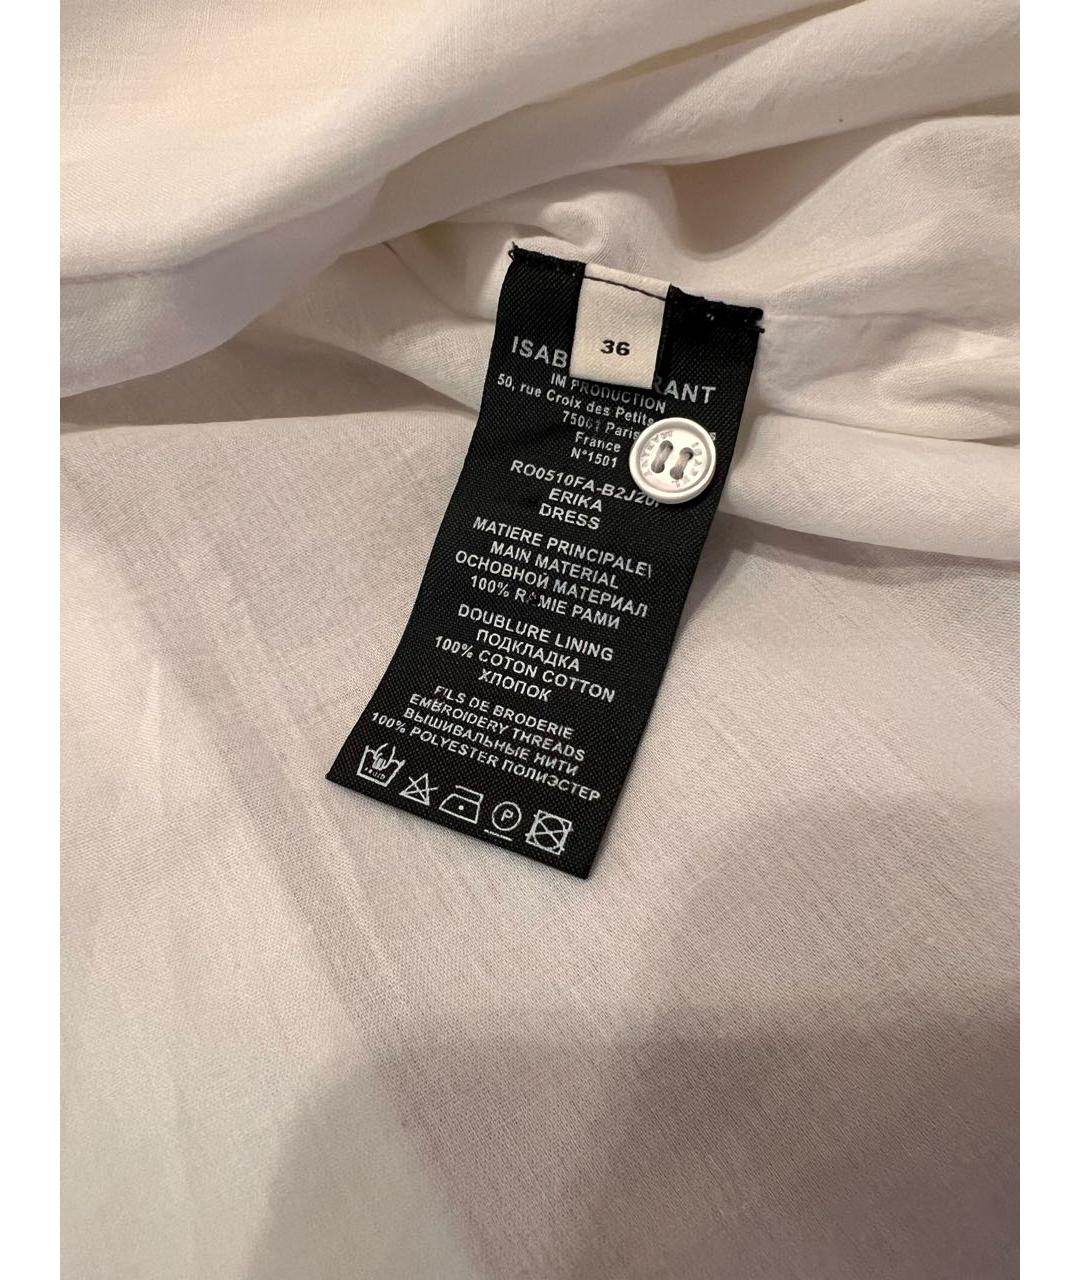 36
ISAB RANT
IM PRODUCTION
50, rue Croix des Petits
75001 Paris
France
N°1501
RO0510FA-B2J20
ERIKA
DRESS
MATIERE PRINCIPALE\
MAIN MATERIAL
ОСНОВНОЙ МАТЕРИАЛ
100% RAMIE РАМИ
DOUBLURE LINING
ПОДКЛАДКА
100% COTON COTTON
ХЛОПОК
FILS DE BRODERIE
EMBROIDERY THREADS
ВЫШИВАЛЬНЫЕ НИТИ
100% POLYESTER ПОЛИЭСТЕР
P